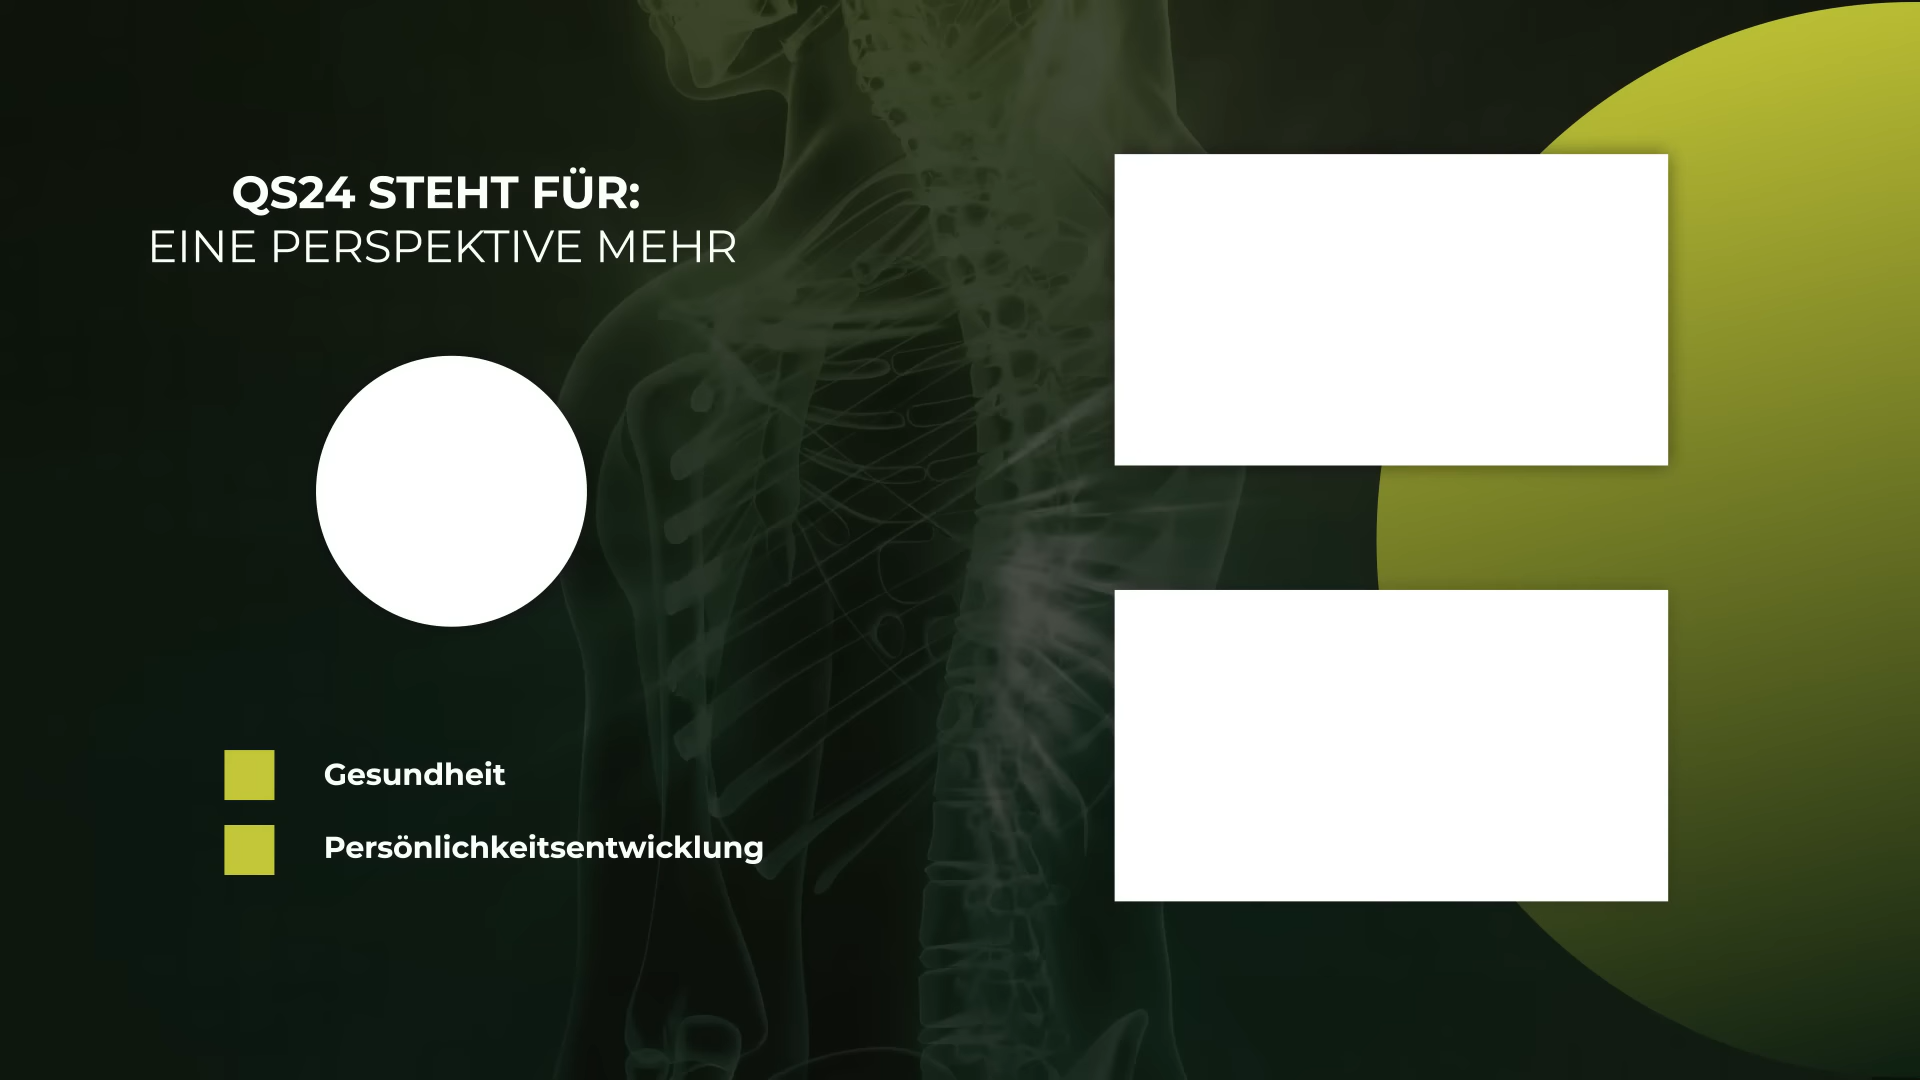 QS24 STEHT FÜR:
EINE PERSPEKTIVE MEHR
Gesundheit
Persönlichkeitsentwicklung